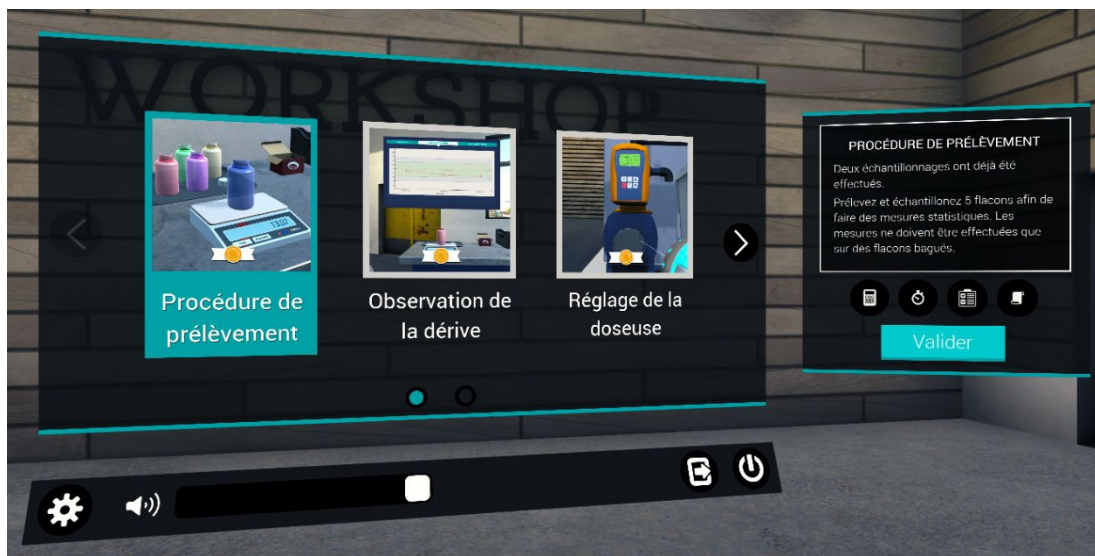 WORKSHOP
Procédure de
prélèvement
Observation de
la dérive
Réglage de la
doseuse
PROCÉDURE DE PRÉLÈVEMENT
Deux échantillonnages ont déjà été
effectués.
Prélevez et échantillonez 5 flacons afin de
faire des mesures statistiques. Les
mesures ne doivent être effectuées que
sur des flacons bagués.
Valider